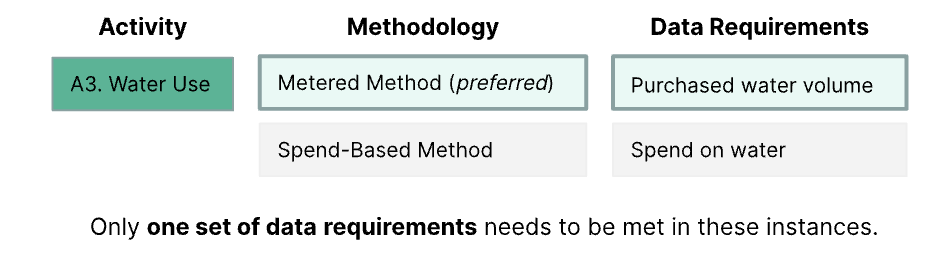 Activity Methodology Data Requirements
A3. Water Use Metered Method (preferred) Purchased water volume
Spend-Based Method Spend on water
Only one set of data requirements needs to be met in these instances.